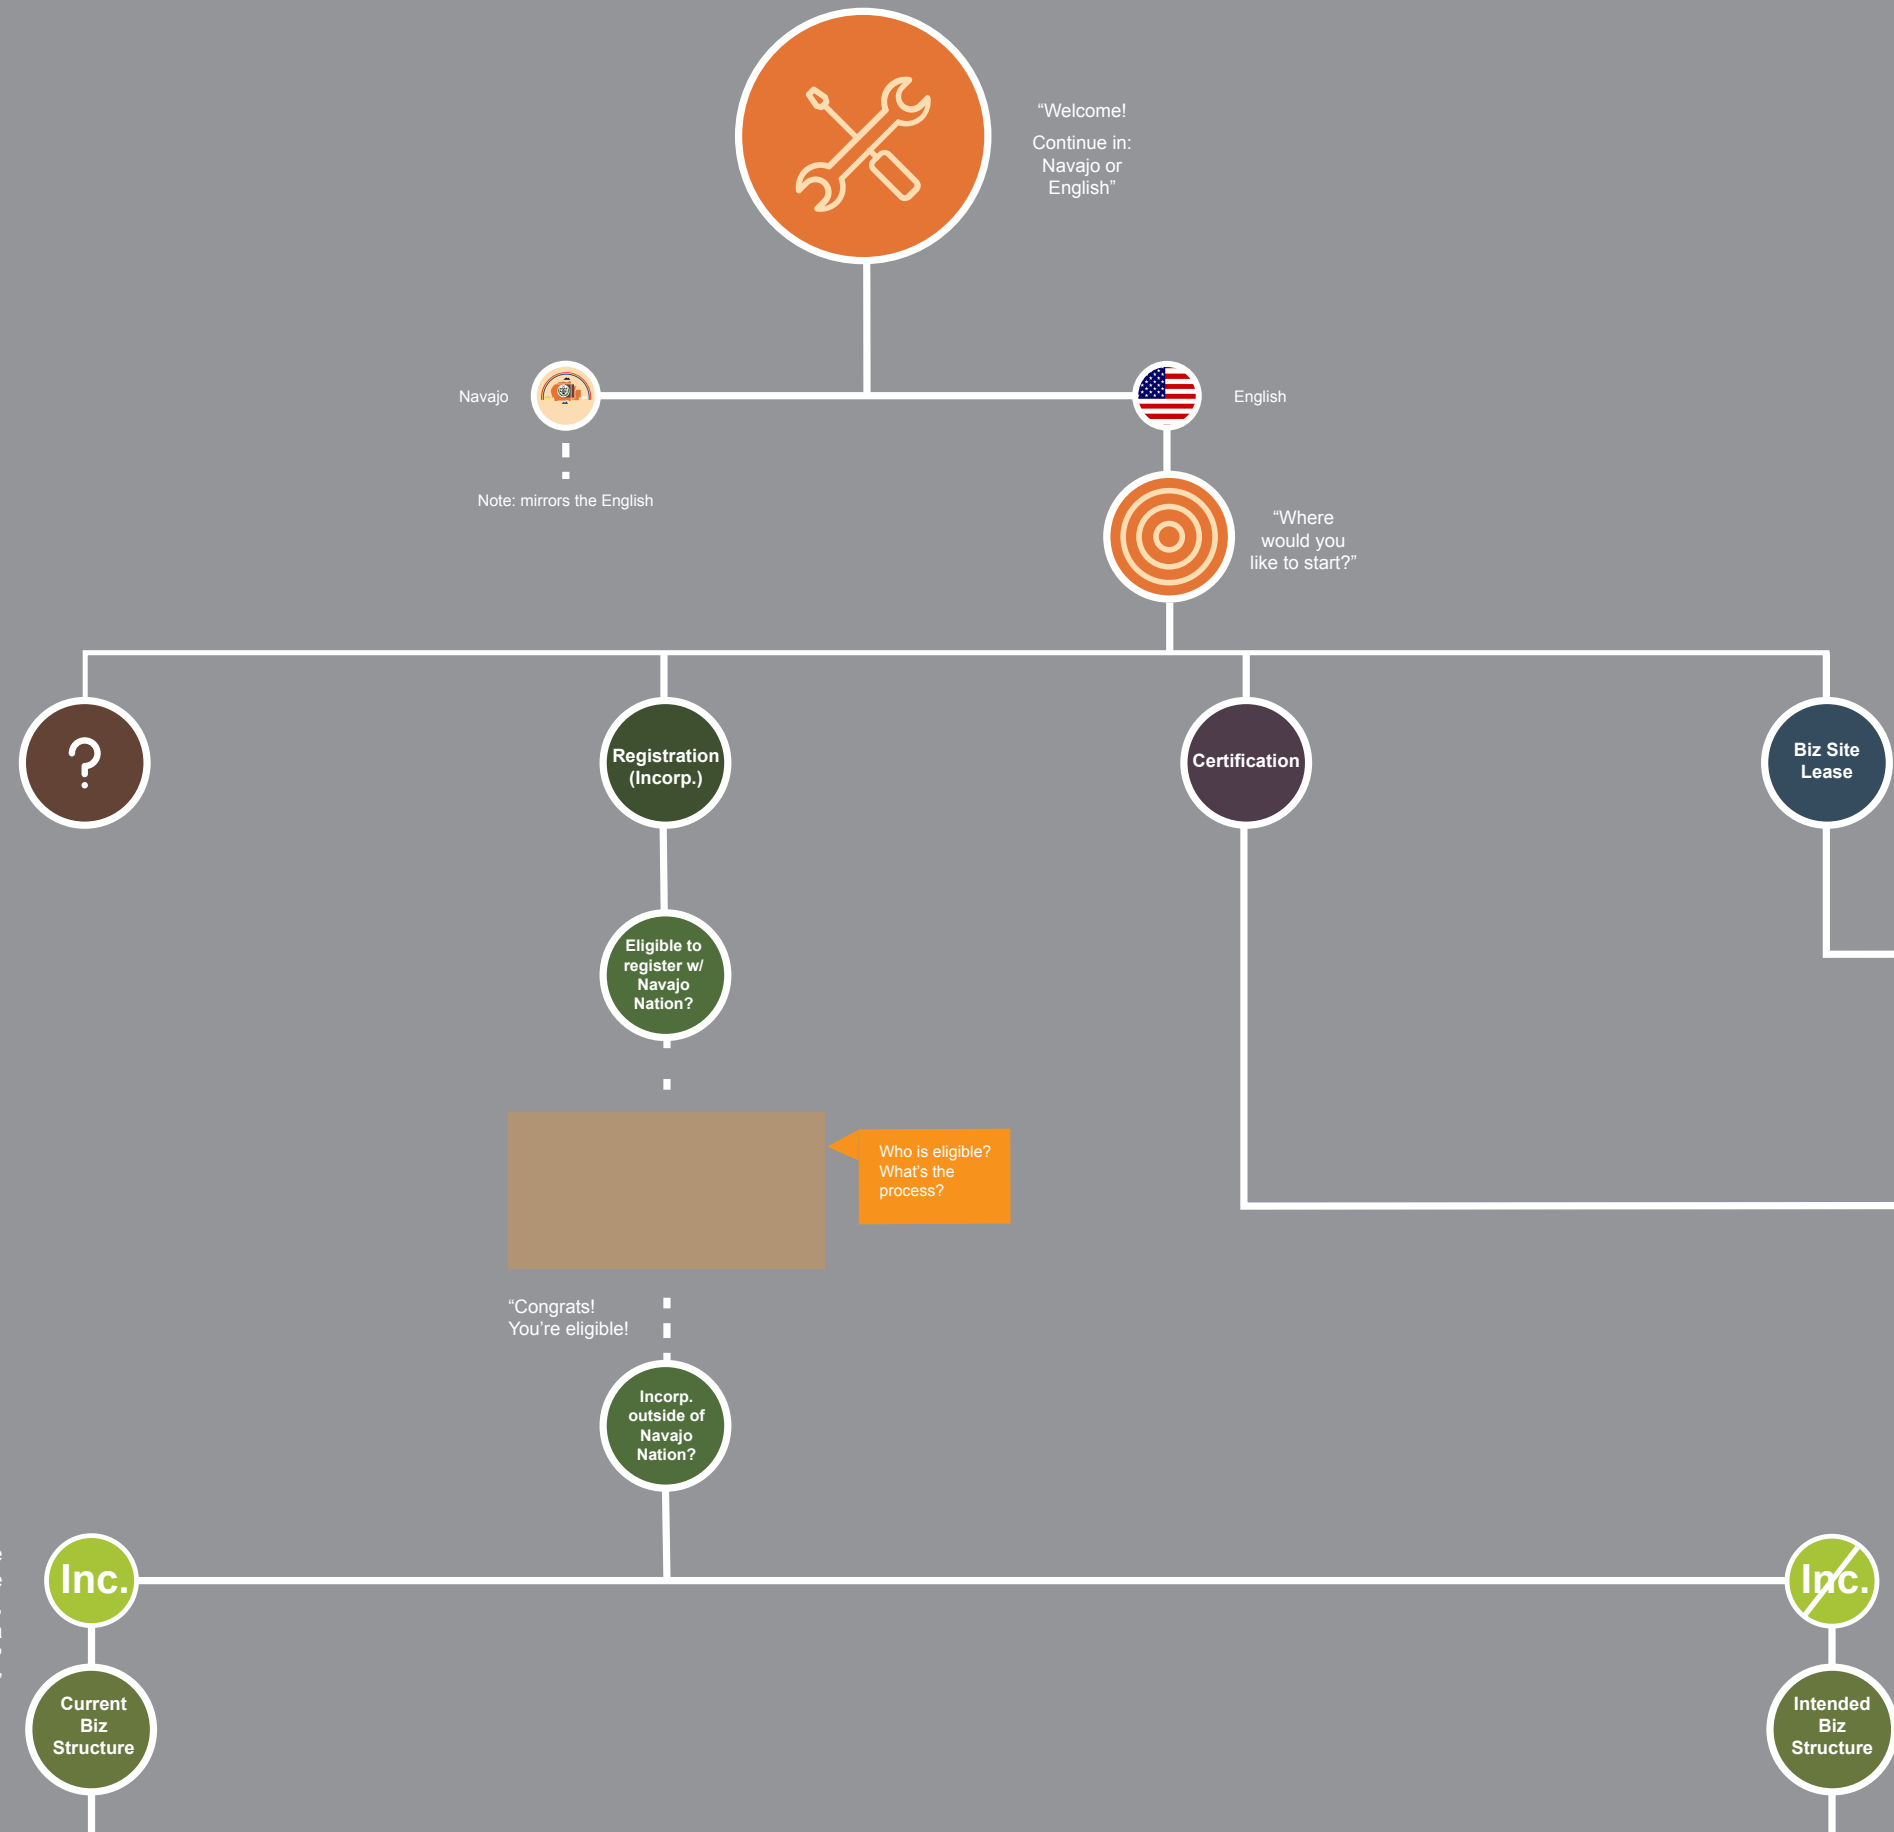 “Welcome!
Continue in:
Navajo or
English”
Navajo
English
Note: mirrors the English
“Where
would you
like to start?”
?
Registration
(Incorp.)
Certification
Biz Site
Lease
Eligible to
register w/
Navajo
Nation?
Who is eligible?
What’s the
process?
“Congrats!
You’re eligible!
Incorp.
outside of
Navajo
Nation?
Inc.
Inc.
Current
Biz
Structure
Intended
Biz
Structure